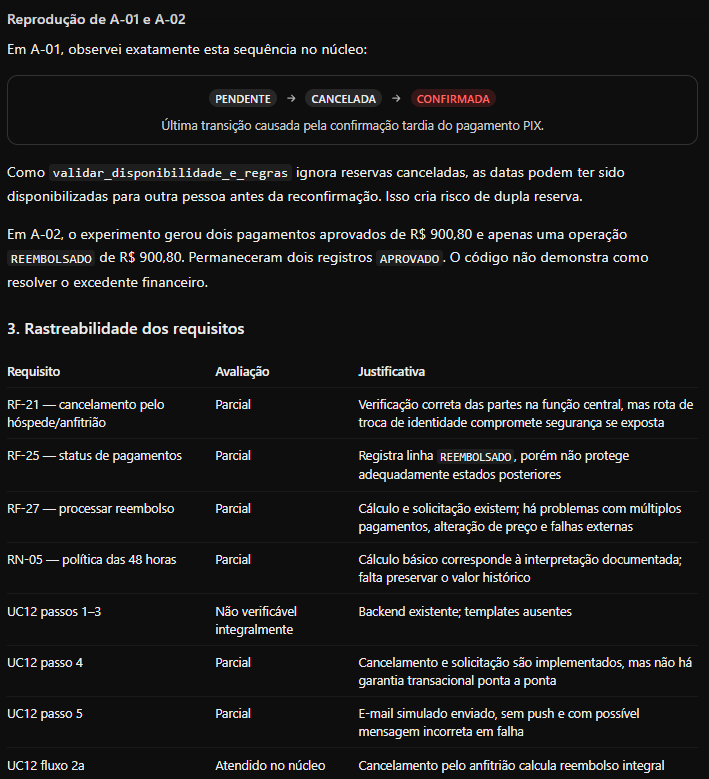 Reprodução de A-01 e A-02
Em A-01, observei exatamente esta sequência no núcleo:
PENDENTE → CANCELADA → CONFIRMADA
Última transição causada pela confirmação tardia do pagamento PIX.
Como validar_disponibilidade_e_regras ignora reservas canceladas, as datas podem ter sido
disponibilizadas para outra pessoa antes da reconfirmação. Isso cria risco de dupla reserva.
Em A-02, o experimento gerou dois pagamentos aprovados de R$ 900,80 e apenas uma operação
REEMBOLSADO de R$ 900,80. Permaneceram dois registros APROVADO. O código não demonstra como
resolver o excedente financeiro.
3. Rastreabilidade dos requisitos
Requisito Avaliação Justificativa
RF-21 — cancelamento pelo Parcial Verificação correta das partes na função central, mas rota de
hóspede/anfitrião troca de identidade compromete segurança se exposta
RF-25 — status de pagamentos Parcial Registra linha REEMBOLSADO, porém não protege
adequadamente estados posteriores
RF-27 — processar reembolso Parcial Cálculo e solicitação existem; há problemas com múltiplos
pagamentos, alteração de preço e falhas externas
RN-05 — política das 48 horas Parcial Cálculo básico corresponde à interpretação documentada;
falta preservar o valor histórico
UC12 passos 1–3 Não verificável Backend existente; templates ausentes
integralmente
UC12 passo 4 Parcial Cancelamento e solicitação são implementados, mas não há
garantia transacional ponta a ponta
UC12 passo 5 Parcial E-mail simulado enviado, sem push e com possível
mensagem incorreta em falha
UC12 fluxo 2a Atendido no núcleo Cancelamento pelo anfitrião calcula reembolso integral